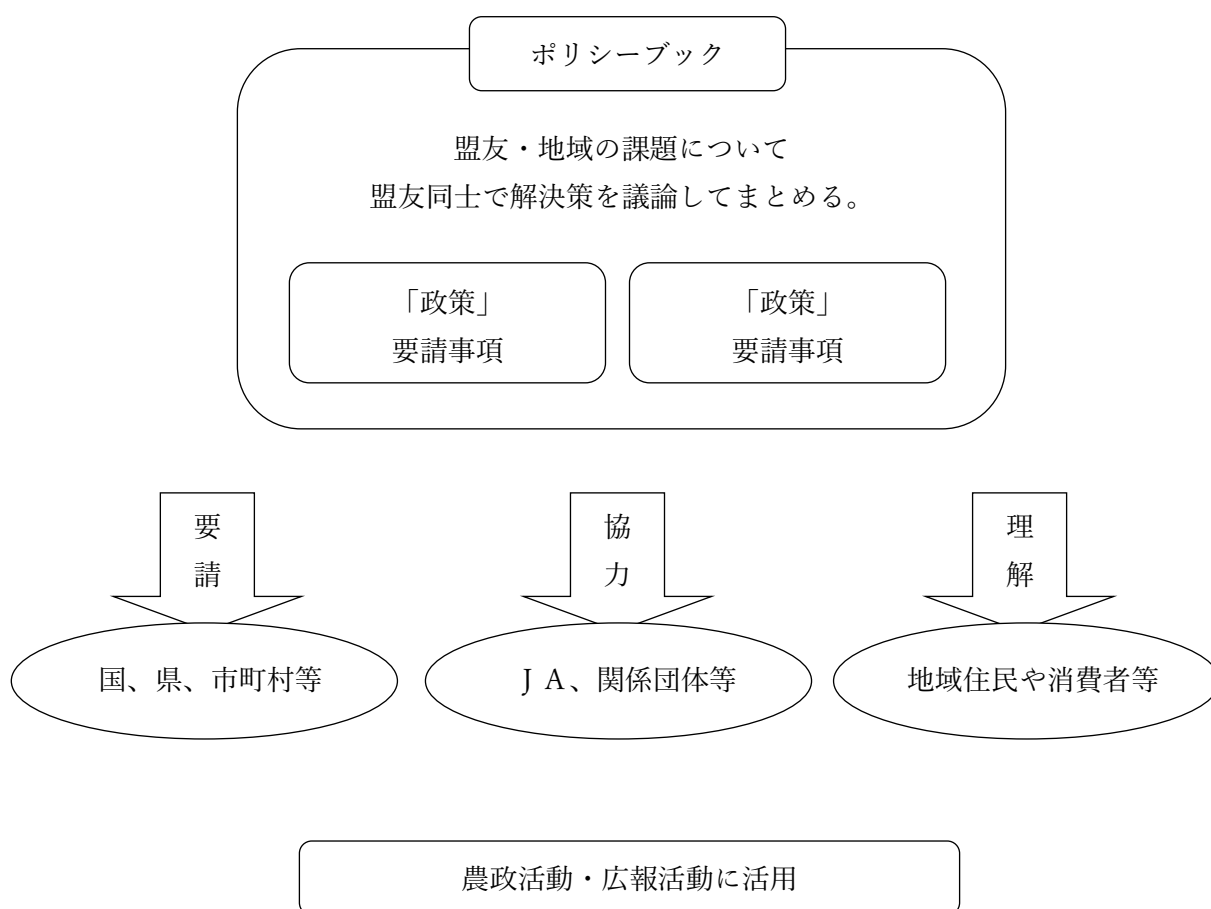 ポリシーブック
盟友・地域の課題について
盟友同士で解決策を議論してまとめる。
「政策」
要請事項
「政策」
要請事項
要請
協力
理解
国、県、市町村等
ＪＡ、関係団体等
地域住民や消費者等
農政活動・広報活動に活用